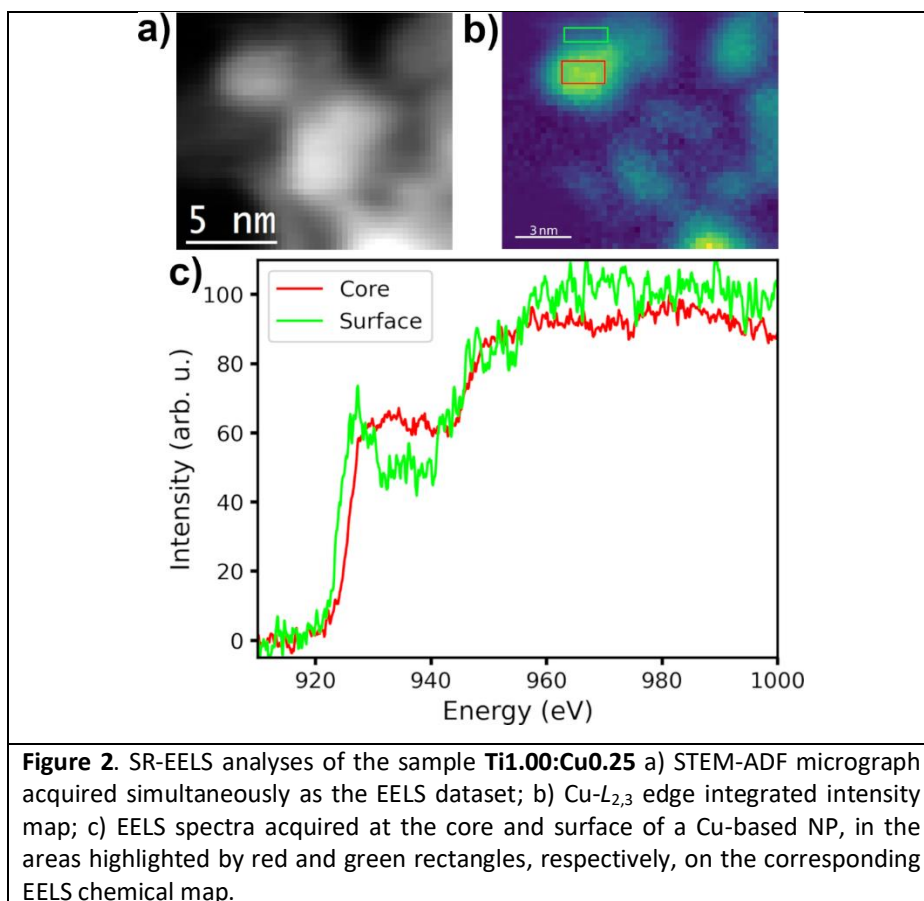 a)
b)
5 nm
3 nm
c)
Core
Surface
100
80
60
40
20
0
Intensity (arb. u.)
920
940
960
980
1000
Energy (eV)
Figure 2. SR-EELS analyses of the sample Ti1.00:Cu0.25 a) STEM-ADF micrograph
acquired simultaneously as the EELS dataset; b) Cu-L2,3 edge integrated intensity
map; c) EELS spectra acquired at the core and surface of a Cu-based NP, in the
areas highlighted by red and green rectangles, respectively, on the corresponding
EELS chemical map.